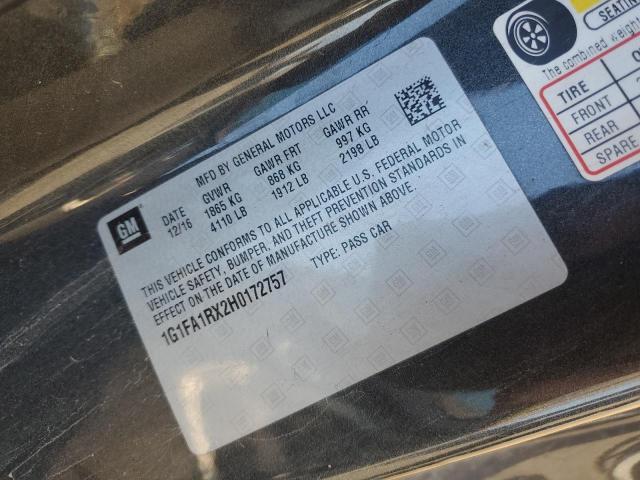 GM
MFD BY GENERAL MOTORS LLC
DATE GVWR GAWR FRT GAWR RR
12/16 1865 KG 868 KG 997 KG
4110 LB 1912 LB 2198 LB
THIS VEHICLE CONFORMS TO ALL APPLICABLE U.S. FEDERAL MOTOR
VEHICLE SAFETY, BUMPER, AND THEFT PREVENTION STANDARDS IN
EFFECT ON THE DATE OF MANUFACTURE SHOWN ABOVE.
1G1FA1RX2H0172757 TYPE: PASS CAR
SEATIN
The combined weight
TIRE O
FRONT
REAR
SPARE